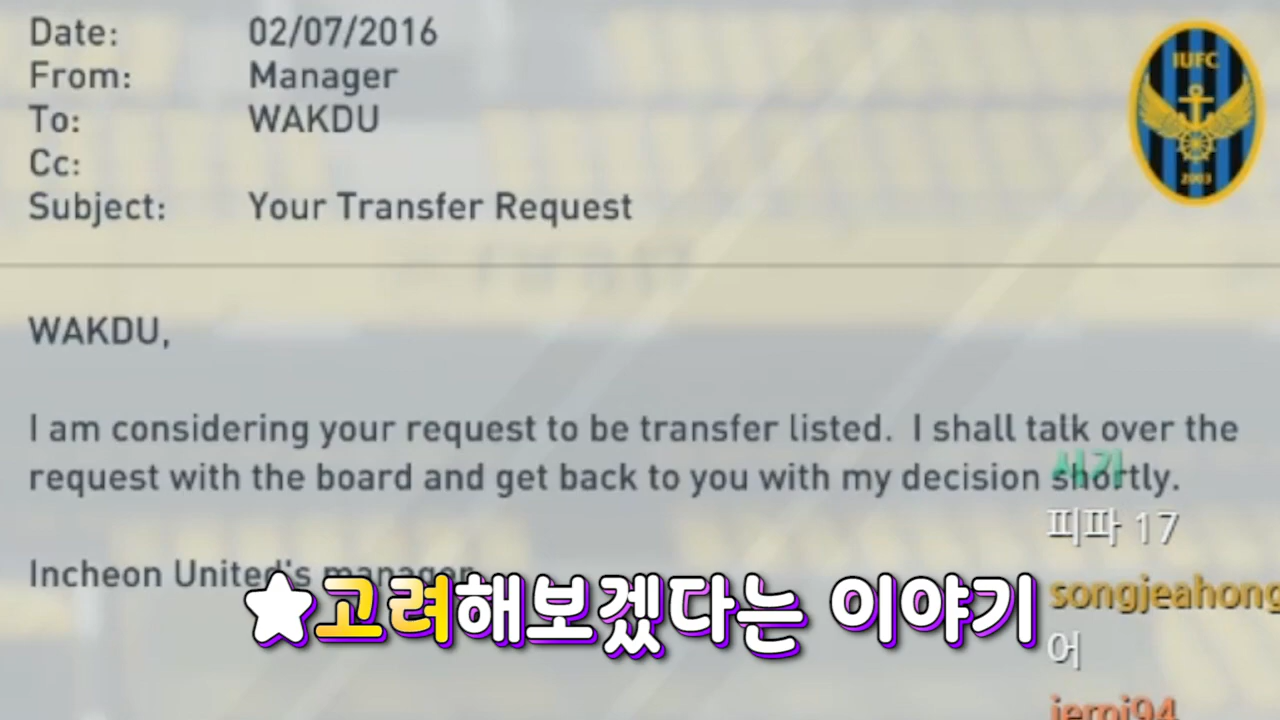 Date: 02/07/2016
From: Manager
To: WAKDU
Cc:
Subject: Your Transfer Request
IUFC
2003
WAKDU,
I am considering your request to be transfer listed. I shall talk over the
request with the board and get back to you with my decision shortly.
시기
피파 17
Incheon United's manager
★고려해보겠다는 이야기
songjeahong
어
jerpi94